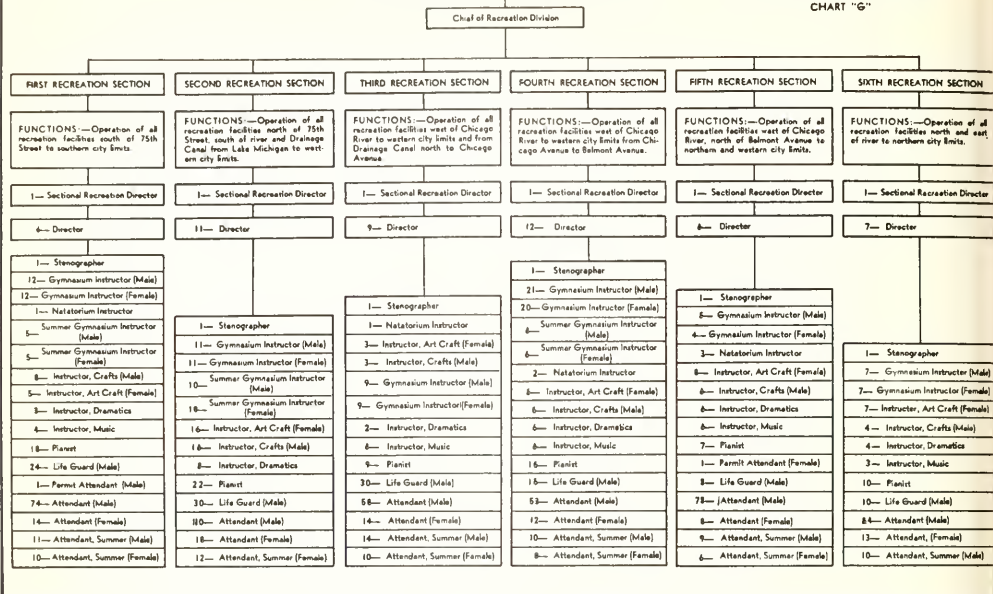 CHART "G"
Chief of Recreation Division
FIRST RECREATION SECTION
FUNCTIONS:—Operation of all
recreation facilities south of 75th
Street to southern city limits.
1— Sectional Recreation Director
Director
1— Stenographer
12— Gymnasium Instructor (Male)
12— Gymnasium Instructor (Female)
1— Natatorium Instructor
5— Summer Gymnasium Instructor
(Male)
5— Summer Gymnasium Instructor
(Female)
Instructor, Crafts (Male)
5— Instructor, Art Craft (Female)
Instructor, Dramatics
4— Instructor, Music
Pianist
24— Life Guard (Male)
1— Permit Attendant (Male)
74— Attendant (Male)
14— Attendant (Female)
11— Attendant, Summer (Male)
10— Attendant, Summer (Female)
SECOND RECREATION SECTION
FUNCTIONS:—Operation of all
recreation facilities north of 75th
Street, south of river and Drainage
Canal from Lake Michigan to west-
ern city limits.
1— Sectional Recreation Director
11— Director
1— Stenographer
11— Gymnasium Instructor (Male)
11— Gymnasium Instructor (Female)
10— Summer Gymnasium Instructor
(Male)
Summer Gymnasium Instructor
(Female)
16— Instructor, Art Craft (Female)
Instructor, Crafts (Male)
Instructor, Dramatics
22— Pianist
30— Life Guard (Male)
Attendant (Male)
Attendant (Female)
12— Attendant, Summer (Female)
THIRD RECREATION SECTION
FUNCTIONS:—Operation of all
recreation facilities west of Chicago
River to western city limits and from
Drainage Canal north to Chicago
Avenue.
1— Sectional Recreation Director
9— Director
1— Stenographer
1— Natatorium Instructor
3— Instructor, Art Craft (Female)
3— Instructor, Crafts (Male)
9— Gymnasium Instructor (Male)
9— Gymnasium Instructor (Female)
2— Instructor, Dramatics
Instructor, Music
9— Pianist
30— Life Guard (Male)
Attendant (Male)
14— Attendant (Female)
14— Attendant, Summer (Male)
10— Attendant, Summer (Female)
FOURTH RECREATION SECTION
FUNCTIONS:—Operation of all
recreation facilities west of Chicago
River to western city limits from Chi-
cago Avenue to Belmont Avenue.
1— Sectional Recreation Director
12— Director
1— Stenographer
21— Gymnasium Instructor (Male)
20— Gymnasium Instructor (Female)
Summer Gymnasium Instructor
(Male)
Summer Gymnasium Instructor
(Female)
2— Natatorium Instructor
Instructor, Art Craft (Female)
Instructor, Crafts (Male)
Instructor, Dramatics
Instructor, Music
Pianist
Life Guard (Male)
53— Attendant (Male)
12— Attendant (Female)
10— Attendant, Summer (Male)
Attendant, Summer (Female)
FIFTH RECREATION SECTION
FUNCTIONS:—Operation of all
recreation facilities west of Chicago
River, north of Belmont Avenue to
northern and western city limits.
1— Sectional Recreation Director
Director
1— Stenographer
Gymnasium Instructor (Male)
4— Gymnasium Instructor (Female)
3— Natatorium Instructor
Instructor, Art Craft (Female)
Instructor, Crafts (Male)
Instructor, Dramatics
Instructor, Music
7— Pianist
1— Permit Attendant (Female)
Life Guard (Male)
Attendant (Male)
Attendant (Female)
9— Attendant, Summer (Male)
Attendant, Summer (Female)
SIXTH RECREATION SECTION
FUNCTIONS:—Operation of all
recreation facilities north and east
of river to northern city limits.
1— Sectional Recreation Director
7— Director
1— Stenographer
7— Gymnasium Instructor (Male)
7— Gymnasium Instructor (Female)
7— Instructor, Art Craft (Female)
4— Instructor, Crafts (Male)
4— Instructor, Dramatics
3— Instructor, Music
10— Pianist
10— Life Guard (Male)
Attendant (Male)
13— Attendant, (Female)
10— Attendant, Summer (Male)